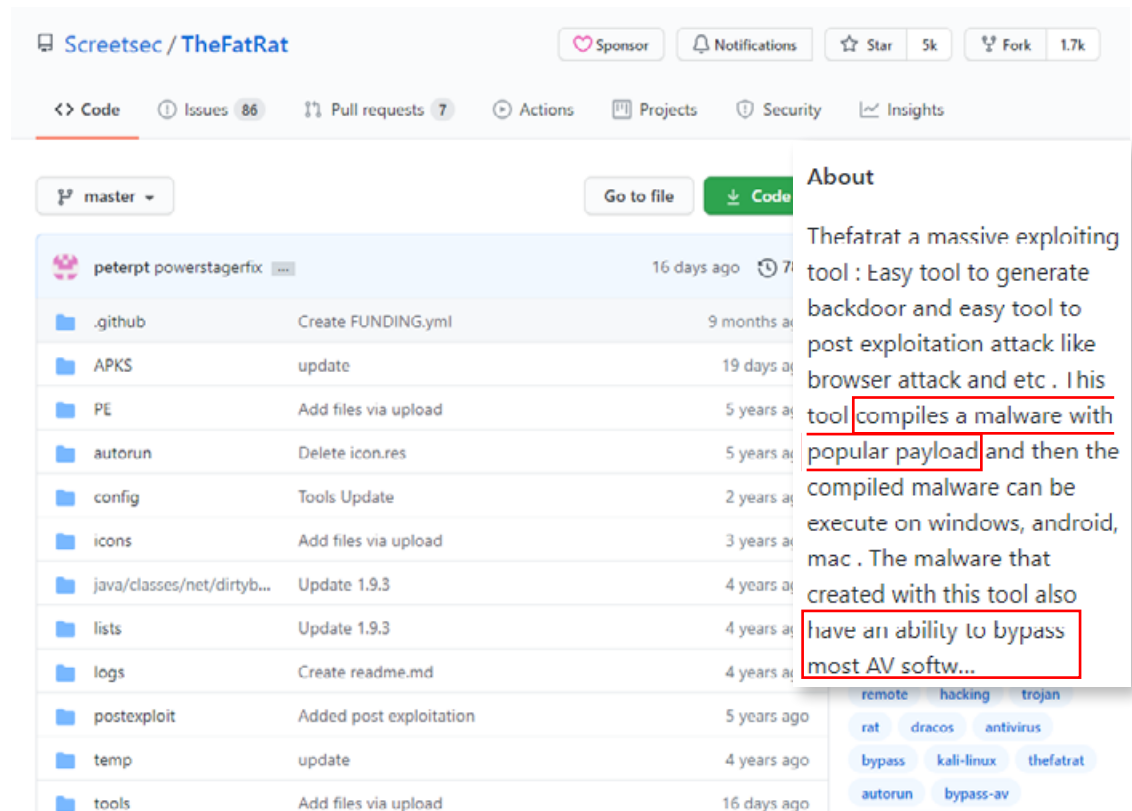 Screetsec / TheFatRat
Sponsor
Notifications
Star 5k
Fork 1.7k
<> Code
Issues 86
Pull requests 7
Actions
Projects
Security
Insights
master
Go to file
Code
peterpt powerstagerfix ...
16 days ago
.github Create FUNDING.yml 9 months
APKS update 19 days
PE Add files via upload 5 years
autorun Delete icon.res 5 years
config Tools Update 2 years
icons Add files via upload 3 years
java/classes/net/dirtyb... Update 1.9.3 4 years
lists Update 1.9.3 4 years
logs Create readme.md 4 years
postexploit Added post exploitation 5 years ago
temp update 4 years ago
tools Add files via upload 16 days ago
About
Thefatrat a massive exploiting
tool : Easy tool to generate
backdoor and easy tool to
post exploitation attack like
browser attack and etc . This
tool compiles a malware with
popular payload and then the
compiled malware can be
execute on windows, android,
mac . The malware that
created with this tool also
have an ability to bypass
most AV softw...
remote hacking trojan
rat dracos antivirus
bypass kali-linux thefatrat
autorun bypass-av